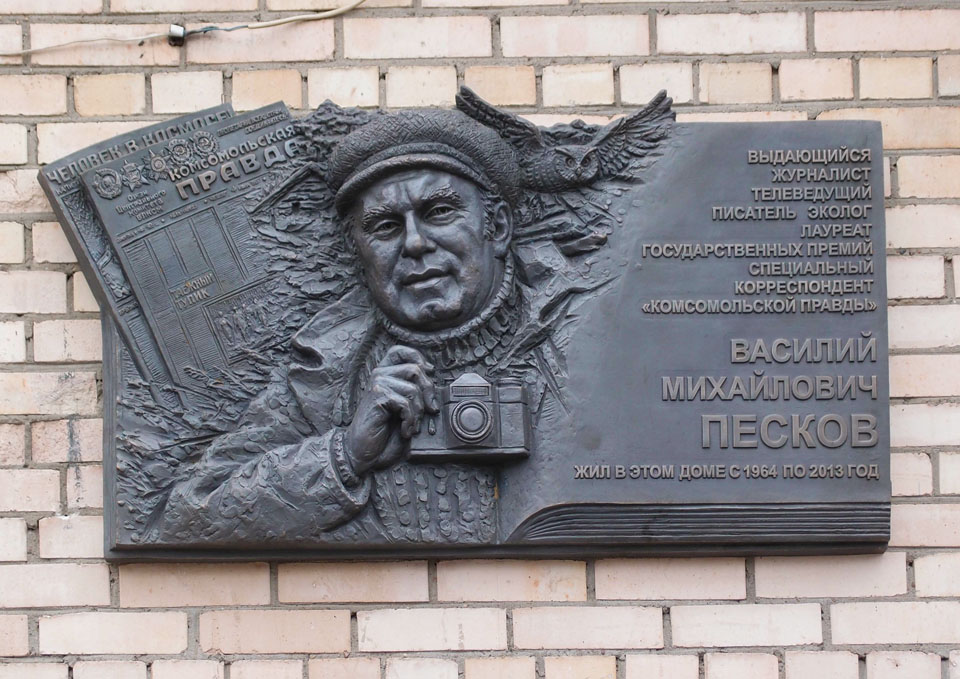 ЧЕЛОВЕК В КОСМОСЕ!
КОМСОМОЛЬСКАЯ
ПРАВДА
ТАЕЖНЫЙ
ТУПИК
ВЫДАЮЩИЙСЯ
ЖУРНАЛИСТ
ТЕЛЕВЕДУЩИЙ
ПИСАТЕЛЬ ЭКОЛОГ
ЛАУРЕАТ
ГОСУДАРСТВЕННЫХ ПРЕМИЙ
СПЕЦИАЛЬНЫЙ
КОРРЕСПОНДЕНТ
«КОМСОМОЛЬСКОЙ ПРАВДЫ»
ВАСИЛИЙ
МИХАЙЛОВИЧ
ПЕСКОВ
ЖИЛ В ЭТОМ ДОМЕ С 1964 ПО 2013 ГОД